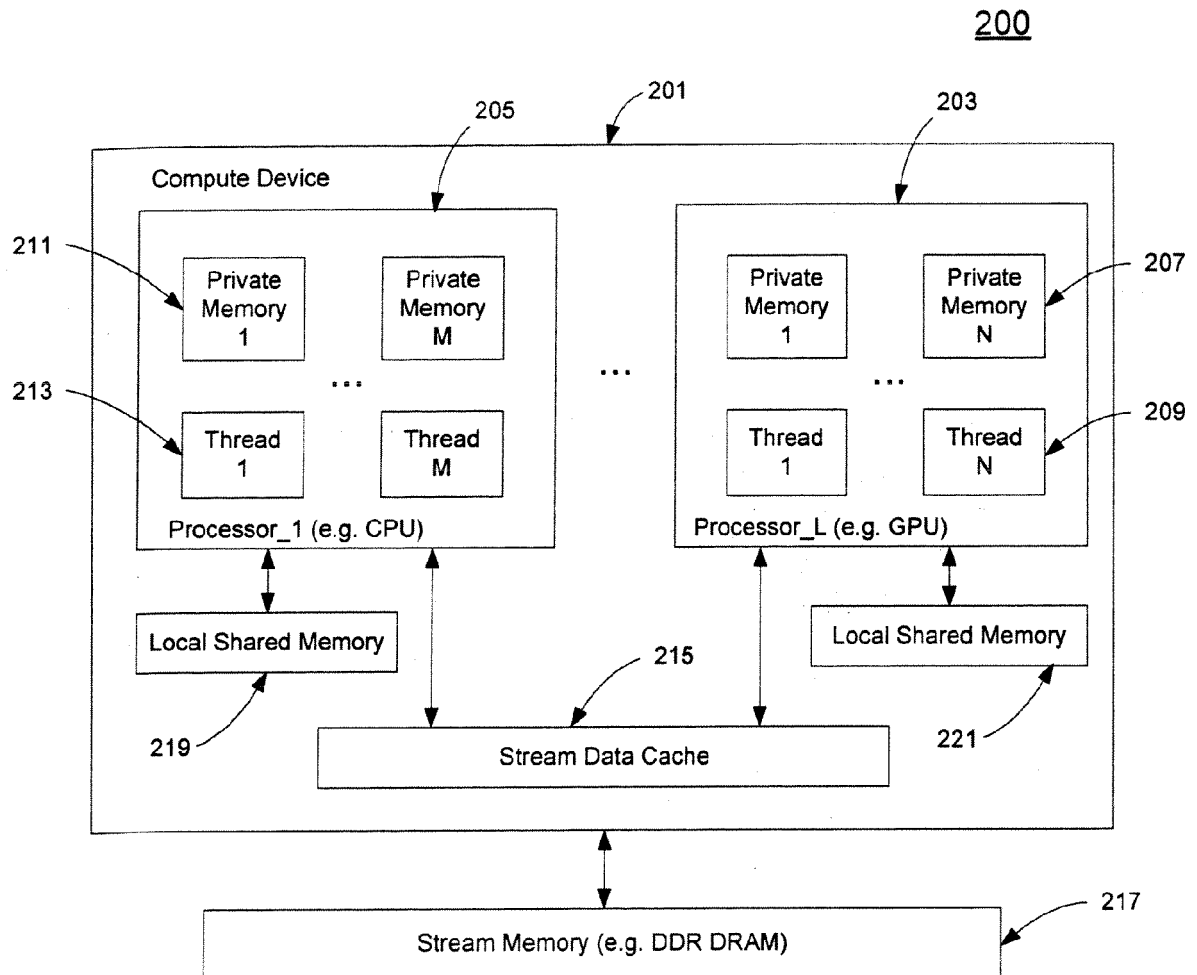 200
201
205
203
Compute Device
211
Private
Memory
1
Private
Memory
M
Private
Memory
1
Private
Memory
N
207
...
...
...
213
Thread
1
Thread
M
Thread
1
Thread
N
209
Processor_1 (e.g. CPU)
Processor_L (e.g. GPU)
Local Shared Memory
Local Shared Memory
215
219
221
Stream Data Cache
217
Stream Memory (e.g. DDR DRAM)